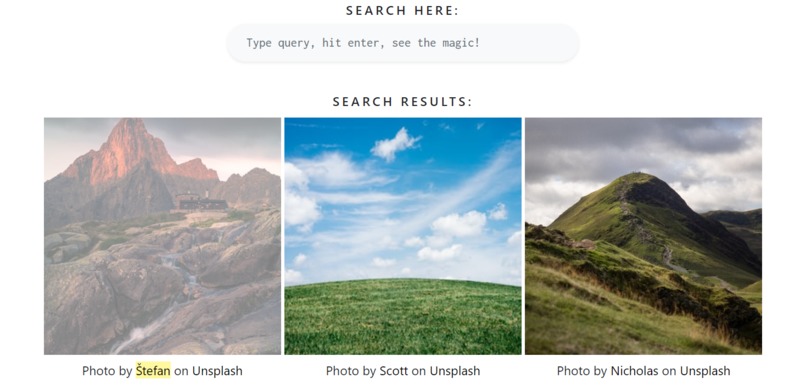 SEARCH HERE:
Type query, hit enter, see the magic!
SEARCH RESULTS:
Photo by Štefan on Unsplash
Photo by Scott on Unsplash
Photo by Nicholas on Unsplash